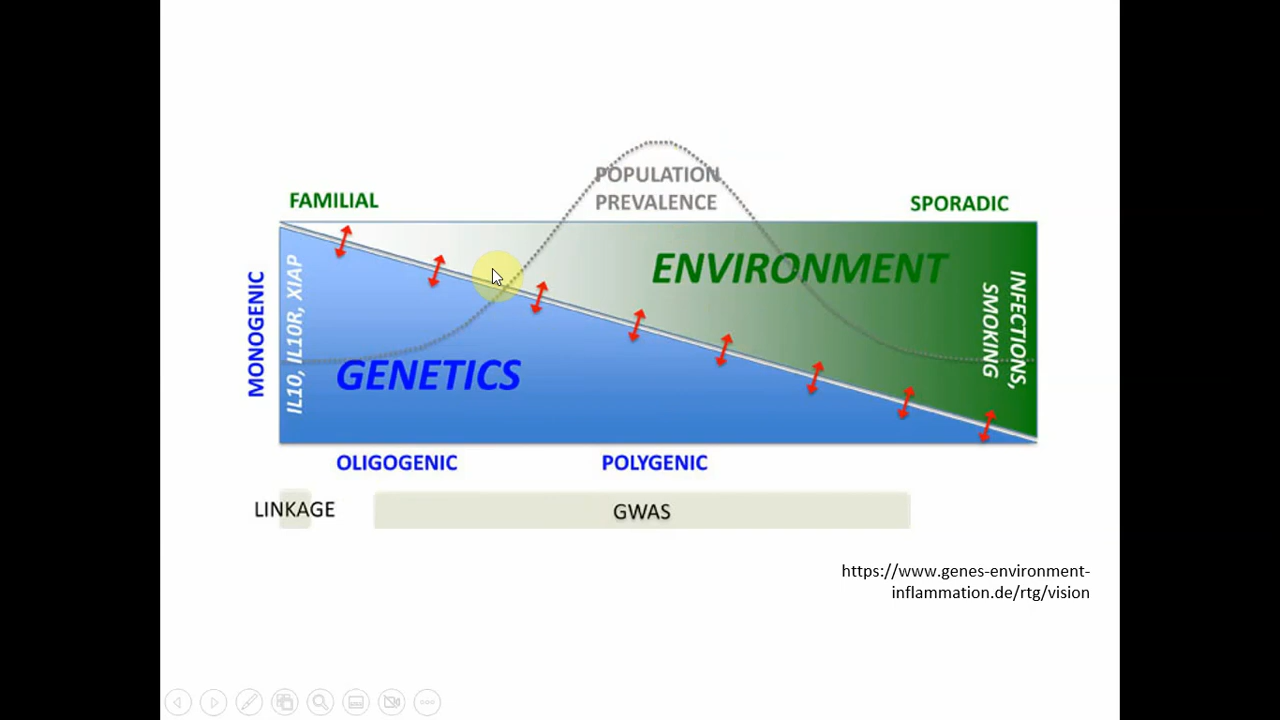 POPULATION
PREVALENCE
FAMILIAL
SPORADIC
ENVIRONMENT
MONOGENIC
IL10, IL10R, XIAP
GENETICS
INFECTIONS,
SMOKING
OLIGOGENIC
POLYGENIC
LINKAGE
GWAS
https://www.genes-environment-
inflammation.de/rtg/vision